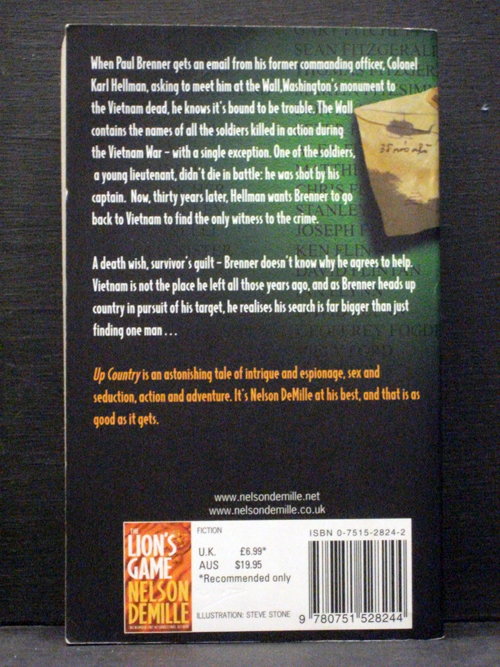 When Paul Brenner gets an email from his former commanding officer, Colonel
Karl Hellman, asking to meet him at the Wall, Washington's monument to
the Vietnam dead, he knows it's bound to be trouble. The Wall
contains the names of all the soldiers killed in action during
the Vietnam War – with a single exception. One of the soldiers,
a young lieutenant, didn't die in battle: he was shot by his
captain. Now, thirty years later, Hellman wants Brenner to go
back to Vietnam to find the only witness to the crime.
A death wish, survivor's guilt – Brenner doesn't know why he agrees to help.
Vietnam is not the place he left all those years ago, and as Brenner heads up
country in pursuit of his target, he realises his search is far bigger than just
finding one man ...
Up Country is an astonishing tale of intrigue and espionage, sex and
seduction, action and adventure. It's Nelson DeMille at his best, and that is as
good as it gets.
www.nelsondemille.net
www.nelsondemille.co.uk
THE
LION'S
GAME
NELSON
DEMILLE
FICTION
U.K. £6.99*
AUS $19.95
*Recommended only
ILLUSTRATION: STEVE STONE
ISBN 0-7515-2824-2
9 780751 528244
SEAN FITZGERAL
STANLE
JOSEPH
KEN FLIN